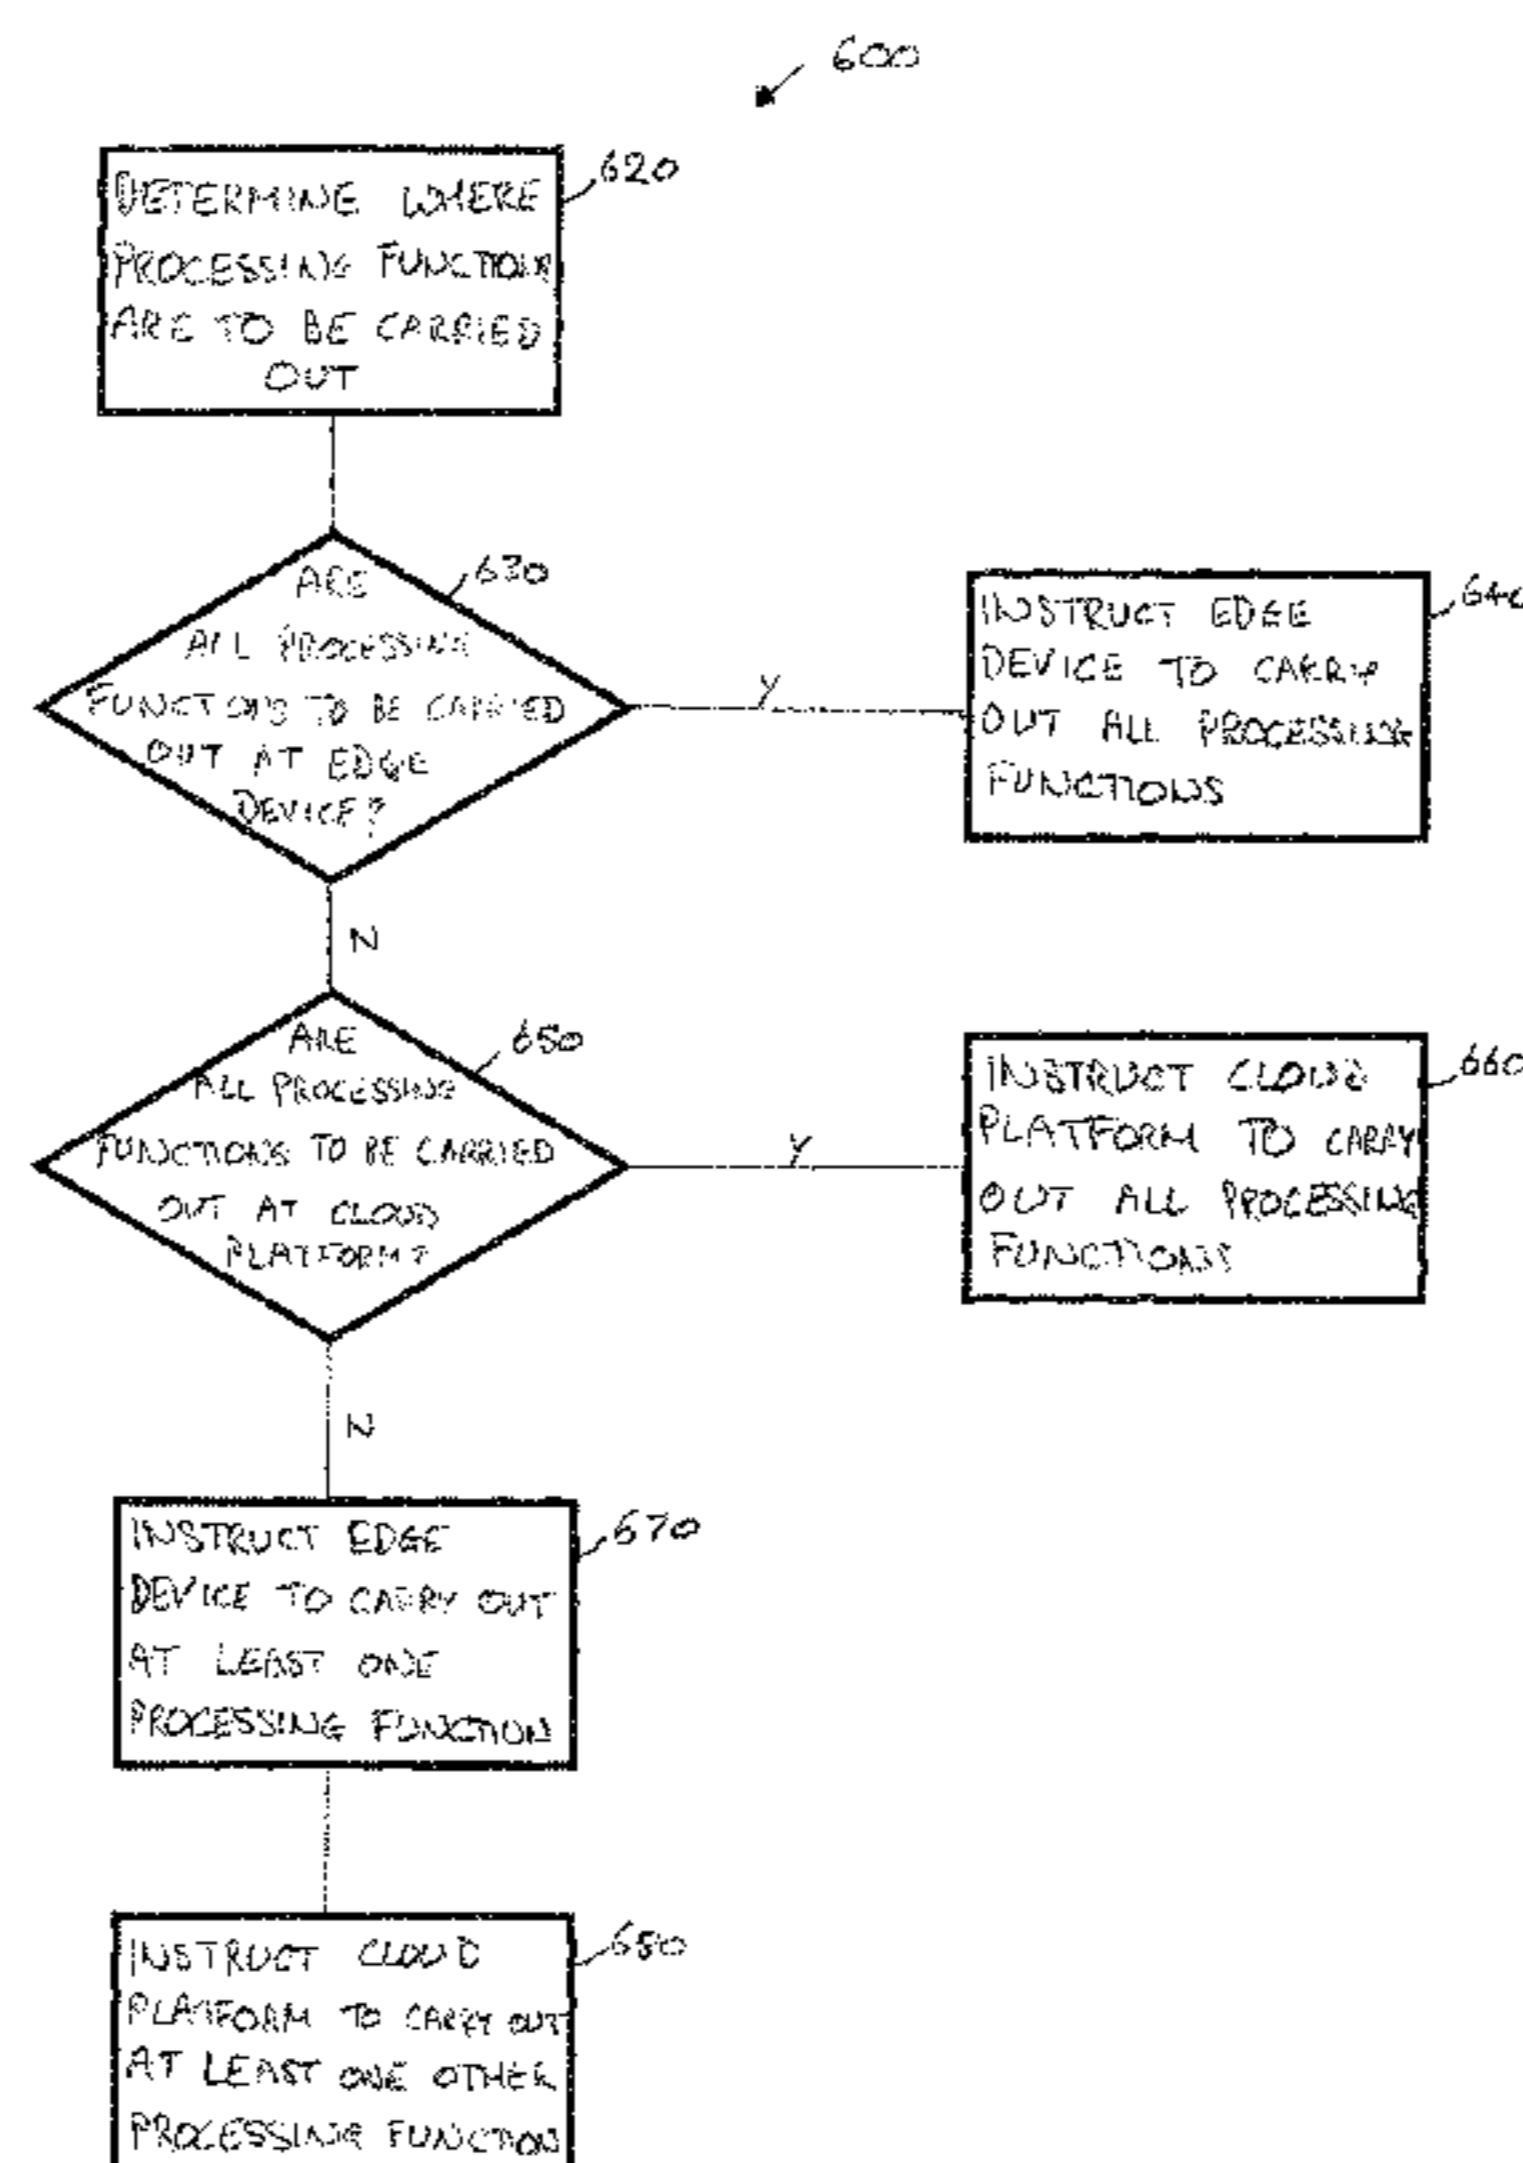 600
620
DETERMINE WHERE
PROCESSING FUNCTIONS
ARE TO BE CARRIED
OUT
630
ARE
ALL PROCESSING
FUNCTIONS TO BE CARRIED
OUT AT EDGE
DEVICE?
Y
640
INSTRUCT EDGE
DEVICE TO CARRY
OUT ALL PROCESSING
FUNCTIONS
N
650
ARE
ALL PROCESSING
FUNCTIONS TO BE CARRIED
OUT AT CLOUD
PLATFORM?
Y
660
INSTRUCT CLOUD
PLATFORM TO CARRY
OUT ALL PROCESSING
FUNCTIONS
N
670
INSTRUCT EDGE
DEVICE TO CARRY OUT
AT LEAST ONE
PROCESSING FUNCTION
INSTRUCT CLOUD
PLATFORM TO CARRY OUT
AT LEAST ONE OTHER
PROCESSING FUNCTION